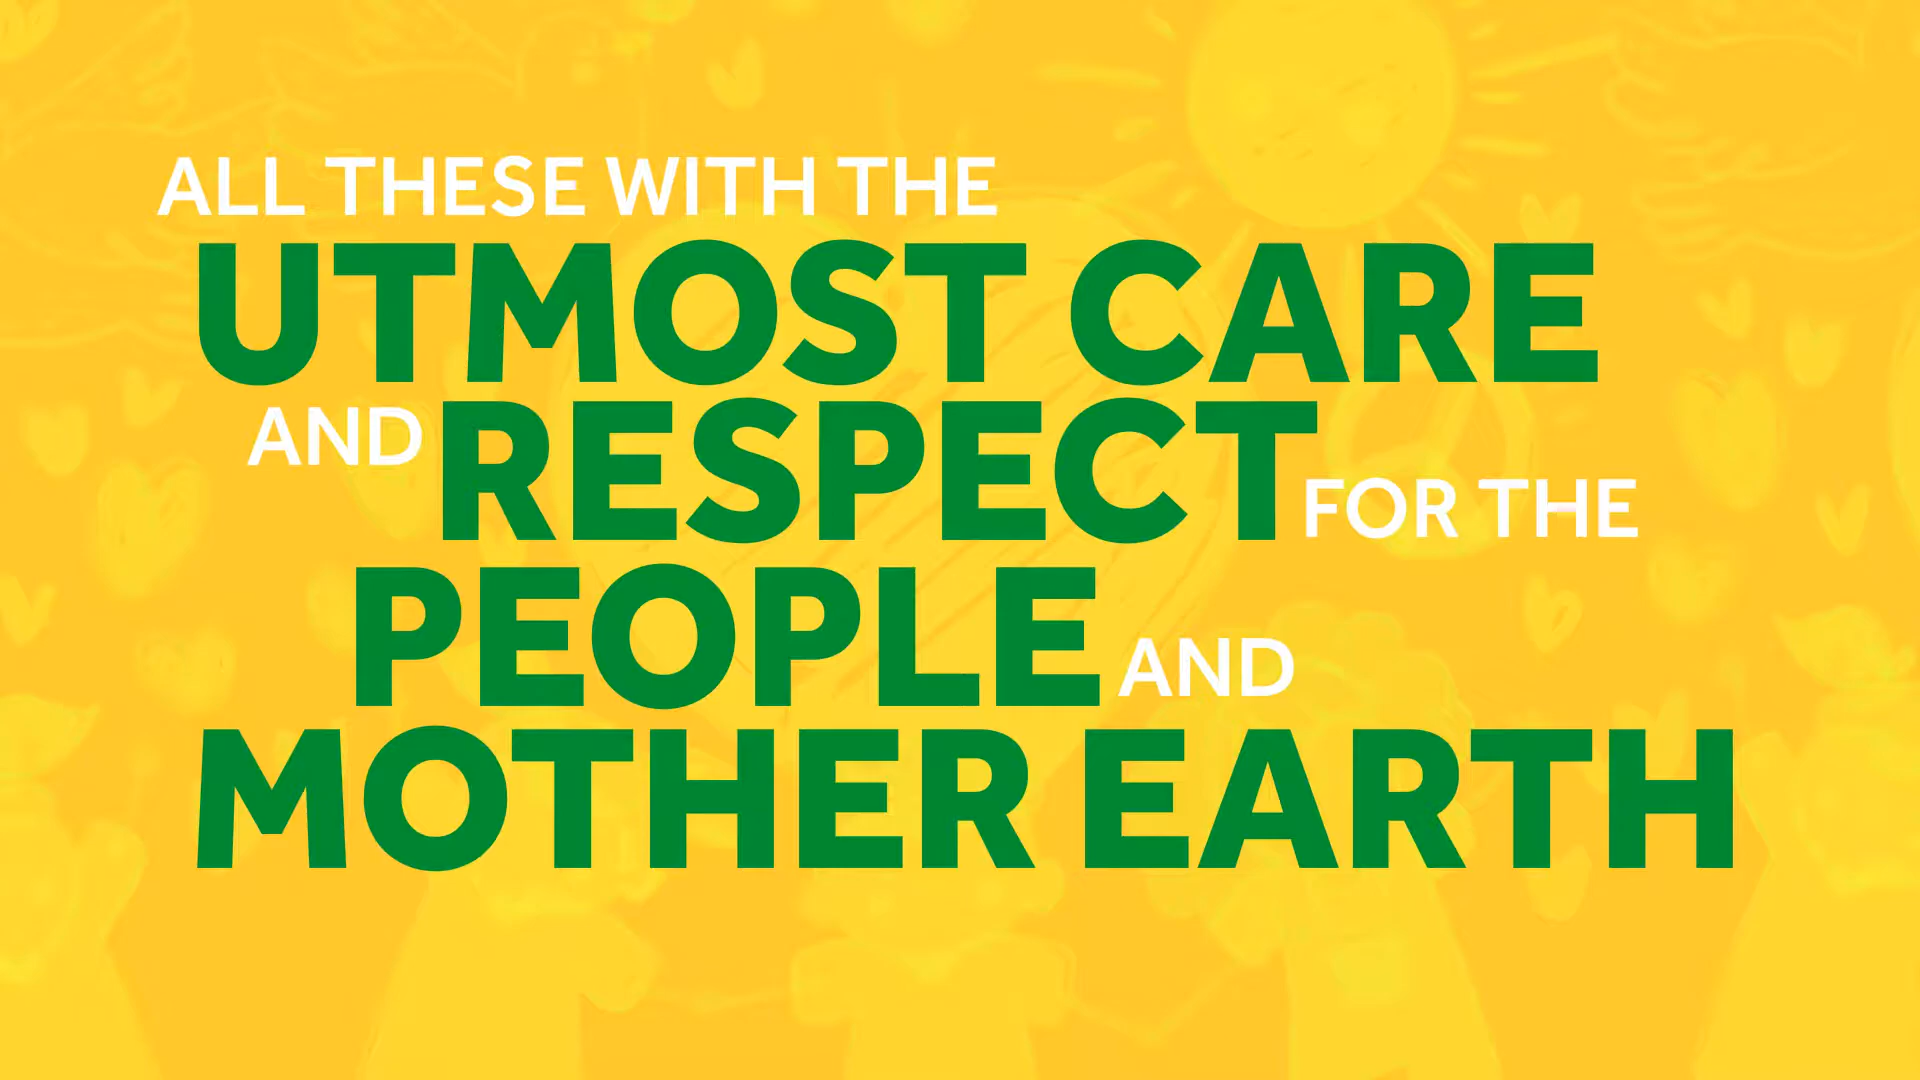 ALL THESE WITH THE
UTMOST CARE
AND RESPECT FOR THE
PEOPLE AND
MOTHER EARTH